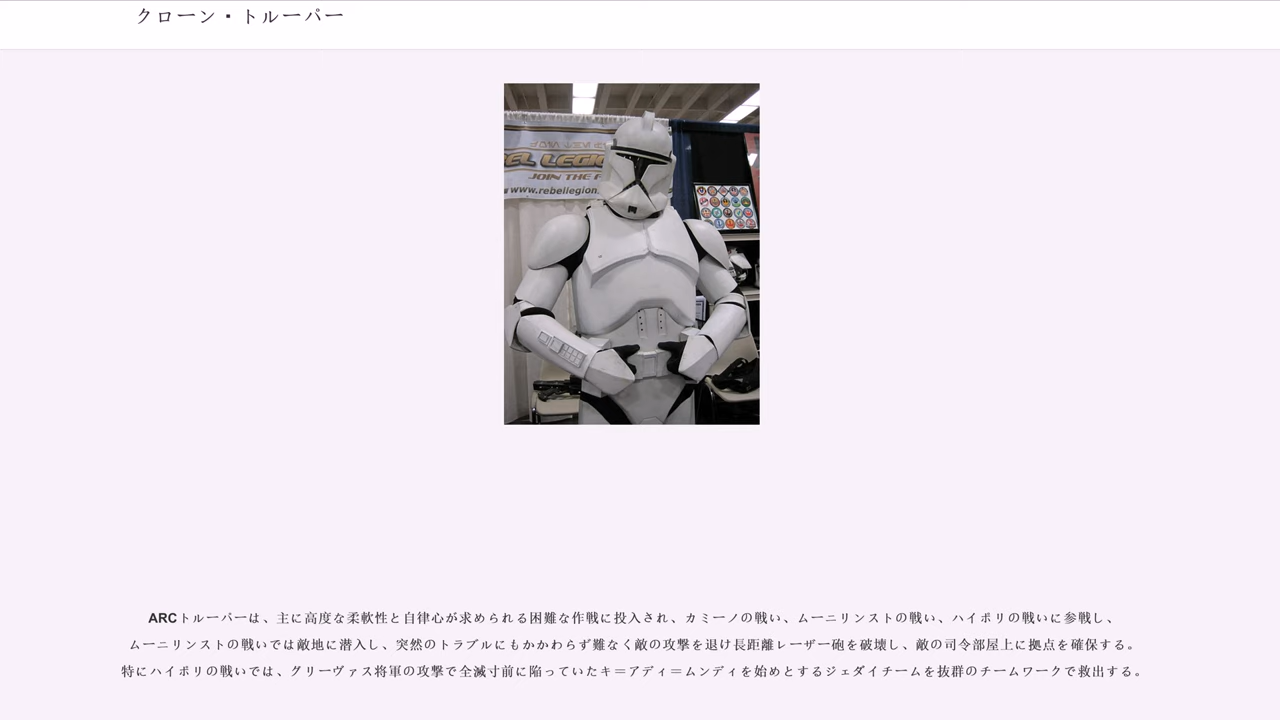 クローン・トルーパー
EL LEGI
JOIN THE F
www.rebellegion.
ARCトルーパーは、主に高度な柔軟性と自律心が求められる困難な作戦に投入され、カミーノの戦い、ムーニリンストの戦い、ハイポリの戦いに参戦し、
ムーニリンストの戦いでは敵地に潜入し、突然のトラブルにもかかわらず難なく敵の攻撃を退け長距離レーザー砲を破壊し、敵の司令部屋上に拠点を確保する。
特にハイポリの戦いでは、グリーヴァス将軍の攻撃で全滅寸前に陥っていたキ＝アディ＝ムンディを始めとするジェダイチームを抜群のチームワークで救出する。